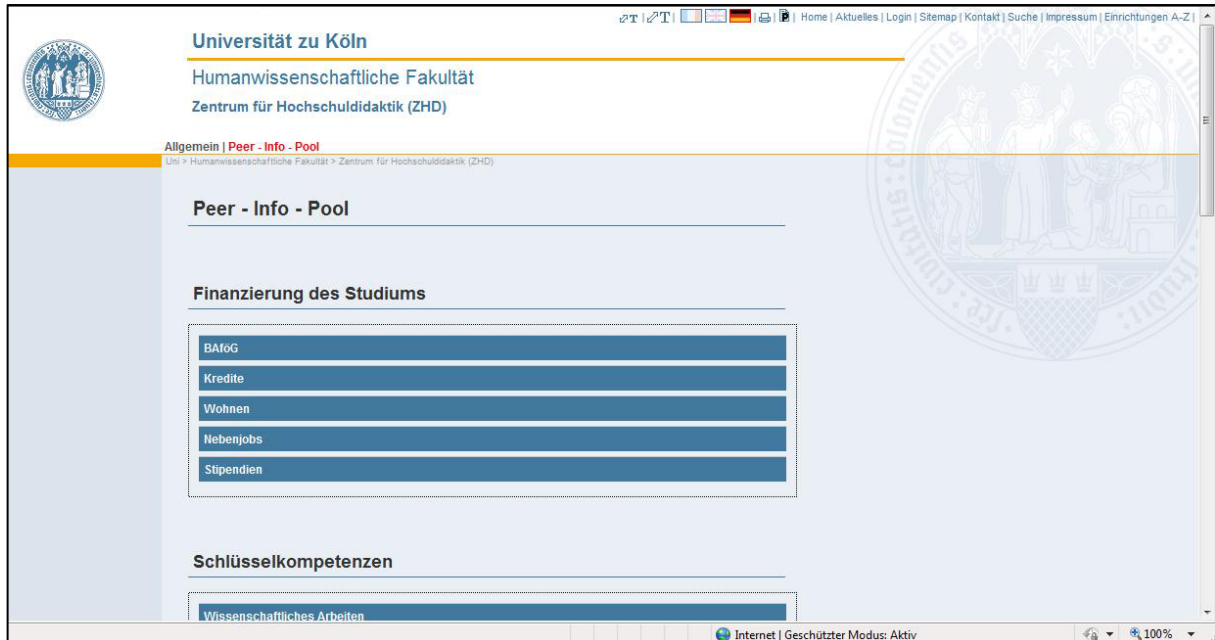 Home | Aktuelles | Login | Sitemap | Kontakt | Suche | Impressum | Einrichtungen A-Z |
Universität zu Köln
Humanwissenschaftliche Fakultät
Zentrum für Hochschuldidaktik (ZHD)
Allgemein | Peer - Info - Pool
Uni > Humanwissenschaftliche Fakultät > Zentrum für Hochschuldidaktik (ZHD)
Peer - Info - Pool
Finanzierung des Studiums
BAföG
Kredite
Wohnen
Nebenjobs
Stipendien
Schlüsselkompetenzen
Wissenschaftliches Arbeiten
Internet | Geschützter Modus: Aktiv
100%